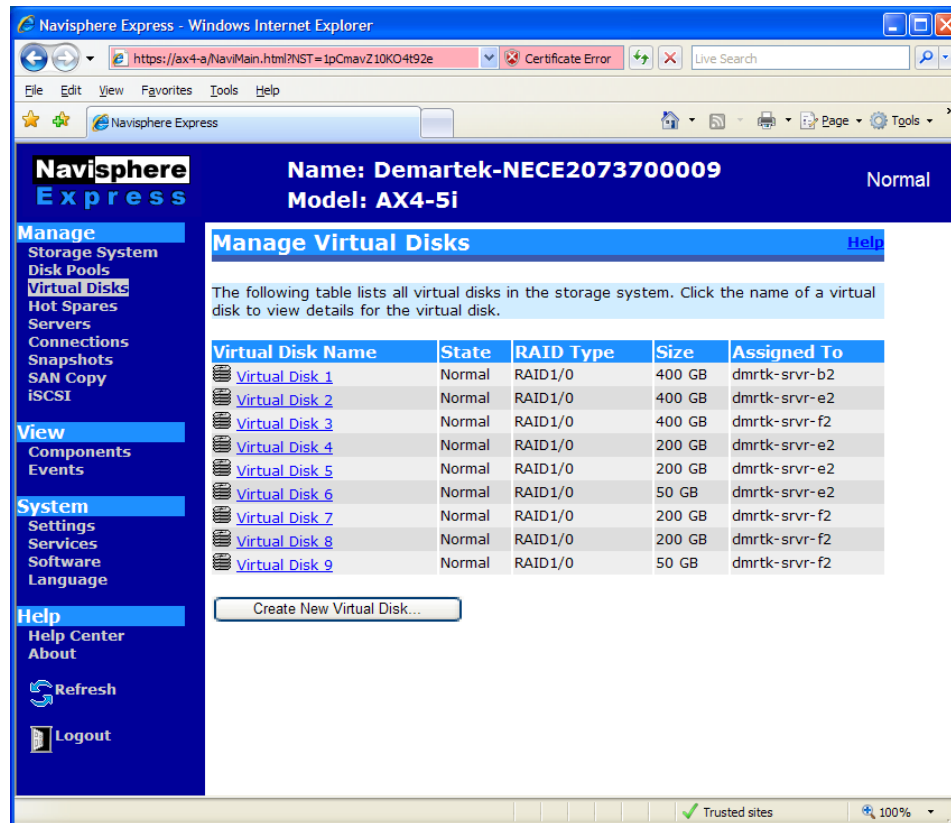 Navisphere Express - Windows Internet Explorer
https://ax4-a/NaviMain.html?NST=1pCmavZ10KO4t92e Certificate Error Live Search
File Edit View Favorites Tools Help
Navisphere Express Page Tools
Navisphere
Express
Name: Demartek-NECE2073700009
Model: AX4-5i
Normal
Manage
Storage System
Disk Pools
Virtual Disks
Hot Spares
Servers
Connections
Snapshots
SAN Copy
iSCSI
View
Components
Events
System
Settings
Services
Software
Language
Help
Help Center
About
Refresh
Logout
Manage Virtual Disks Help
The following table lists all virtual disks in the storage system. Click the name of a virtual
disk to view details for the virtual disk.
Virtual Disk Name State RAID Type Size Assigned To
Virtual Disk 1 Normal RAID1/0 400 GB dmrtk-srvr-b2
Virtual Disk 2 Normal RAID1/0 400 GB dmrtk-srvr-e2
Virtual Disk 3 Normal RAID1/0 400 GB dmrtk-srvr-f2
Virtual Disk 4 Normal RAID1/0 200 GB dmrtk-srvr-e2
Virtual Disk 5 Normal RAID1/0 200 GB dmrtk-srvr-e2
Virtual Disk 6 Normal RAID1/0 50 GB dmrtk-srvr-e2
Virtual Disk 7 Normal RAID1/0 200 GB dmrtk-srvr-f2
Virtual Disk 8 Normal RAID1/0 200 GB dmrtk-srvr-f2
Virtual Disk 9 Normal RAID1/0 50 GB dmrtk-srvr-f2
Create New Virtual Disk...
Trusted sites 100%